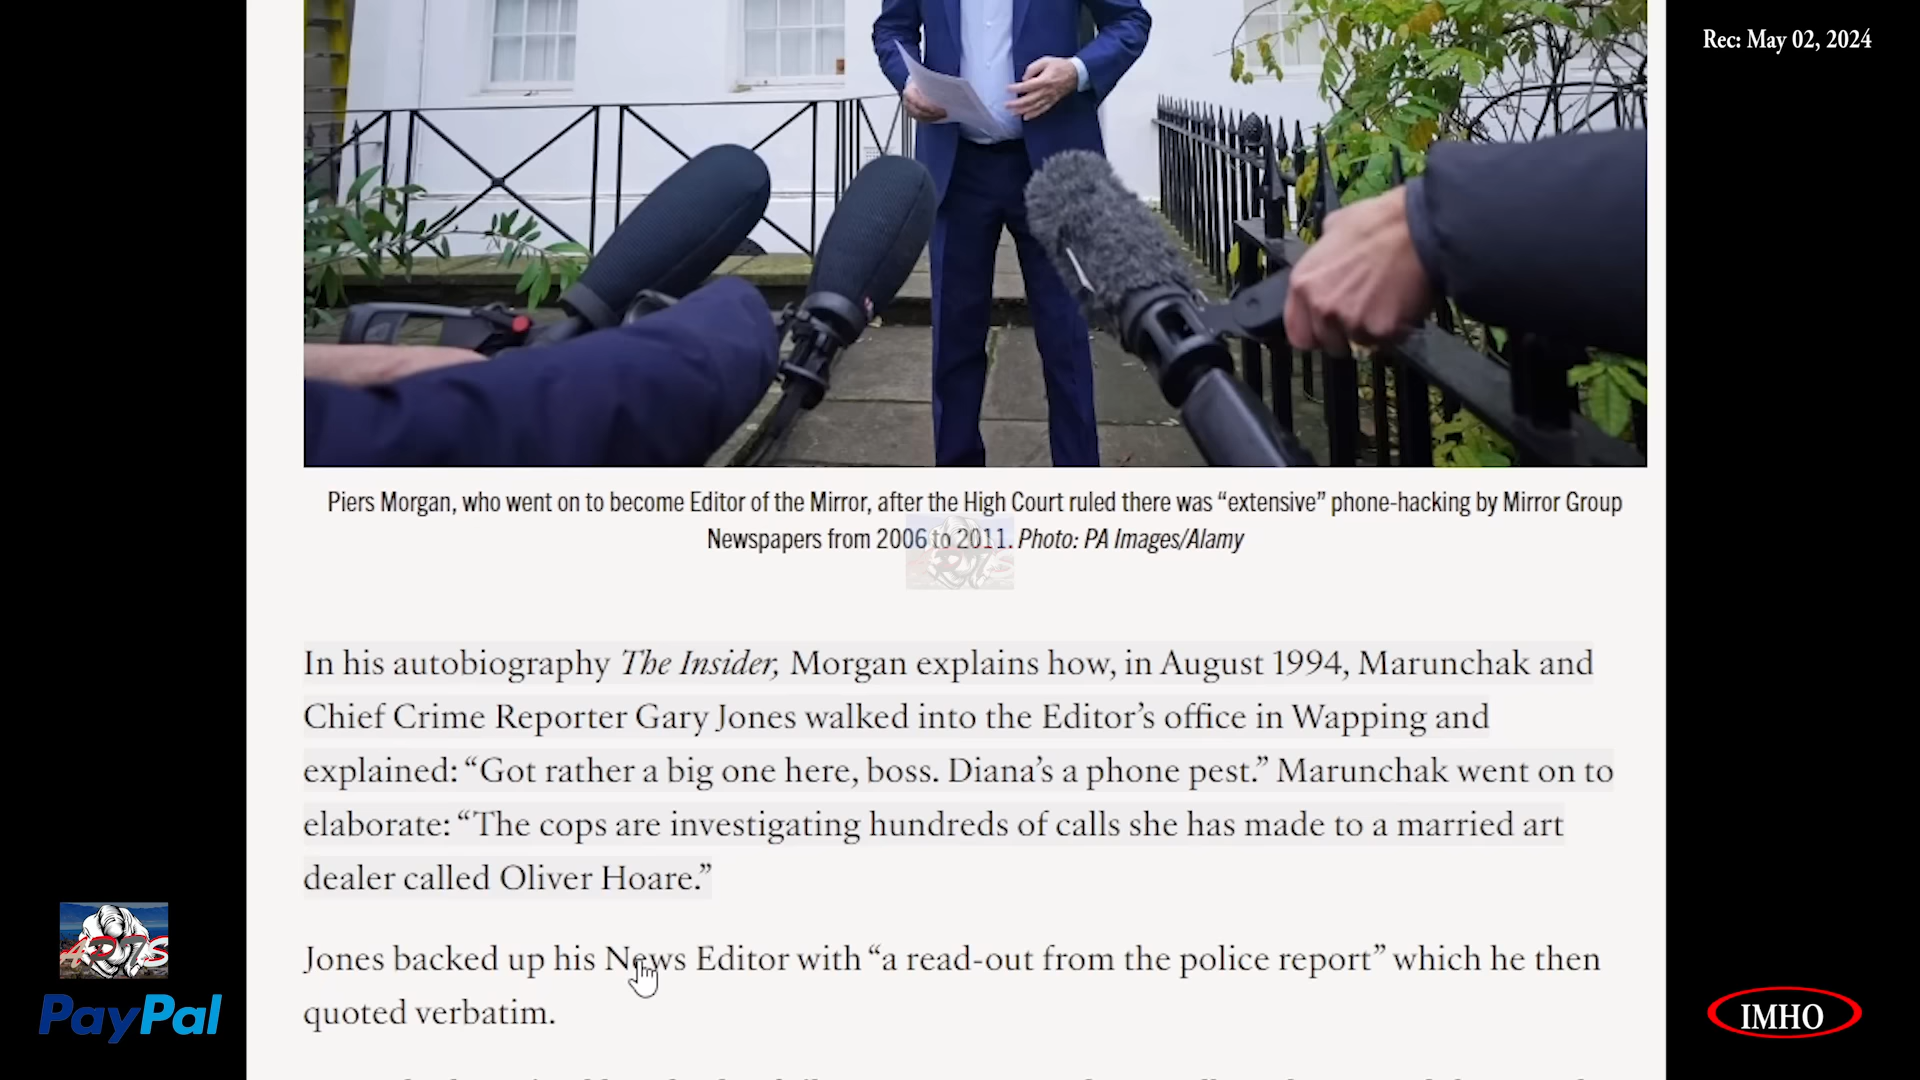 Rec: May 02, 2024
Piers Morgan, who went on to become Editor of the Mirror, after the High Court ruled there was “extensive” phone-hacking by Mirror Group
Newspapers from 2006 to 2011. Photo: PA Images/Alamy
In his autobiography The Insider, Morgan explains how, in August 1994, Marunchak and
Chief Crime Reporter Gary Jones walked into the Editor’s office in Wapping and
explained: “Got rather a big one here, boss. Diana’s a phone pest.” Marunchak went on to
elaborate: “The cops are investigating hundreds of calls she has made to a married art
dealer called Oliver Hoare.”
Jones backed up his News Editor with “a read-out from the police report” which he then
quoted verbatim.
PayPal
IMHO